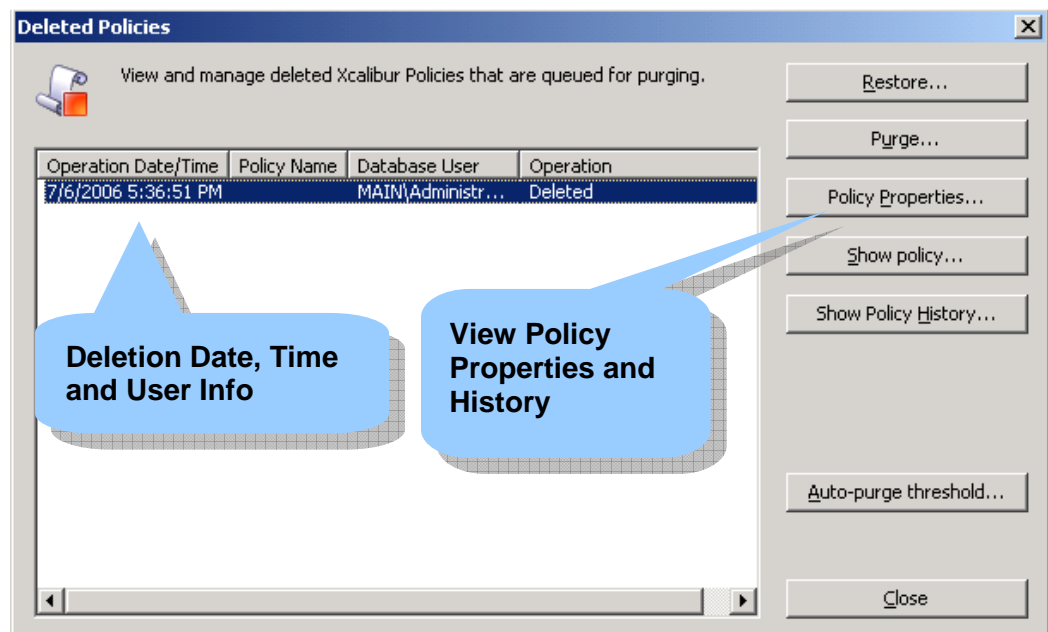 Deleted Policies
View and manage deleted Xcalibur Policies that are queued for purging.
Restore...
Purge...
Operation Date/Time Policy Name Database User Operation
7/6/2006 5:36:51 PM MAIN\Administr... Deleted
Policy Properties...
Show policy...
Show Policy History...
Deletion Date, Time
and User Info
View Policy
Properties and
History
Auto-purge threshold...
Close